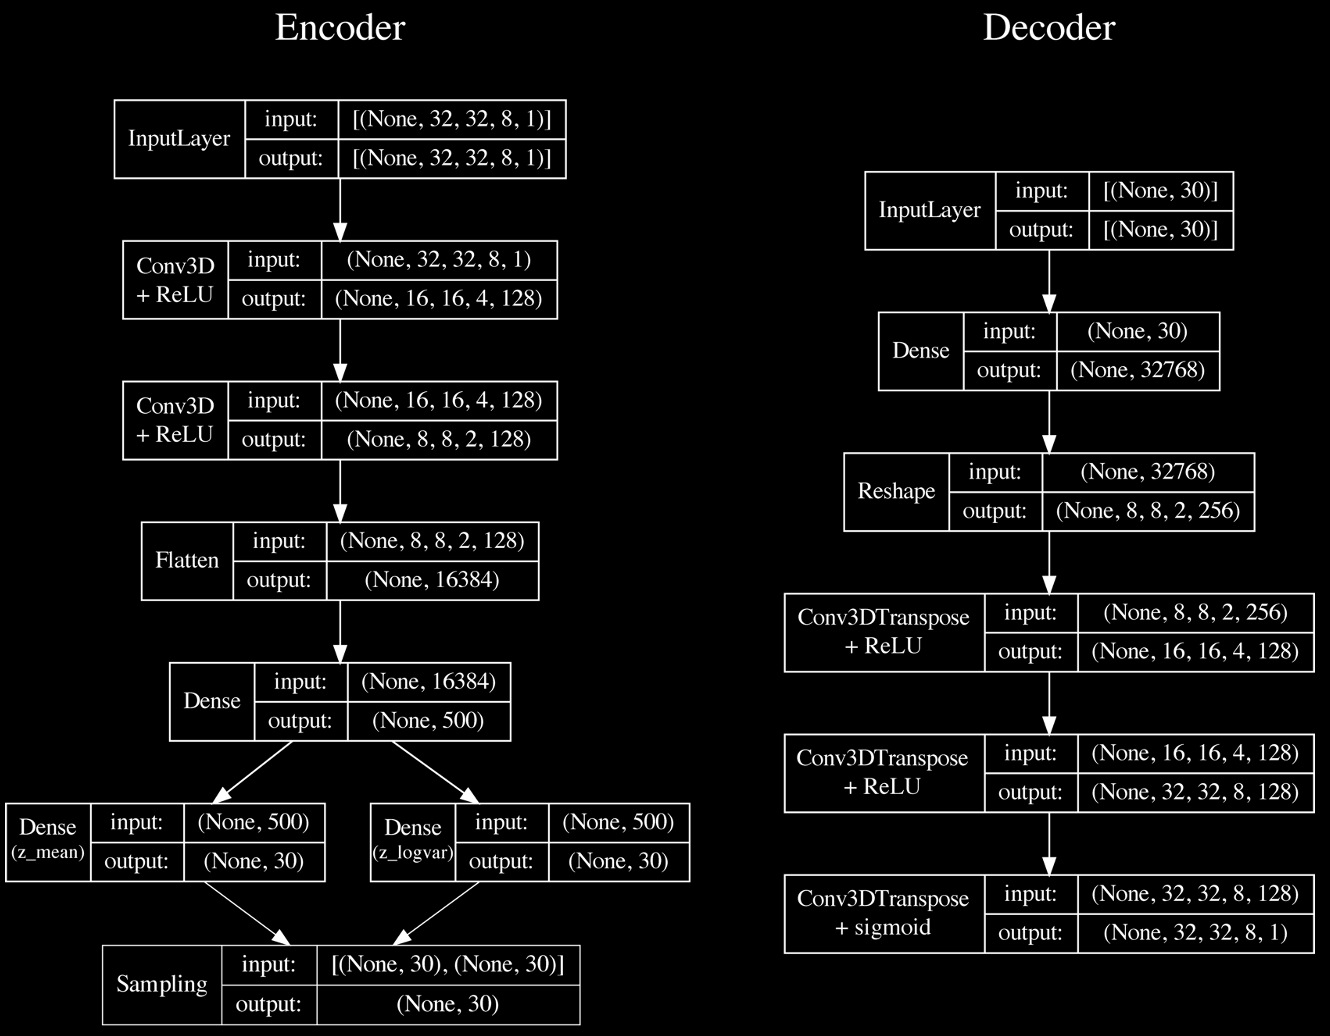 Encoder
InputLayer
input:
[(None, 32, 32, 8, 1)]
output:
[(None, 32, 32, 8, 1)]
Conv3D
+ ReLU
input:
(None, 32, 32, 8, 1)
output:
(None, 16, 16, 4, 128)
Conv3D
+ ReLU
input:
(None, 16, 16, 4, 128)
output:
(None, 8, 8, 2, 128)
Flatten
input:
(None, 8, 8, 2, 128)
output:
(None, 16384)
Dense
input:
(None, 16384)
output:
(None, 500)
Dense
(z_mean)
input:
(None, 500)
output:
(None, 30)
Dense
(z_logvar)
input:
(None, 500)
output:
(None, 30)
Sampling
input:
[(None, 30), (None, 30)]
output:
(None, 30)
Decoder
InputLayer
input:
[(None, 30)]
output:
[(None, 30)]
Dense
input:
(None, 30)
output:
(None, 32768)
Reshape
input:
(None, 32768)
output:
(None, 8, 8, 2, 256)
Conv3DTranspose
+ ReLU
input:
(None, 8, 8, 2, 256)
output:
(None, 16, 16, 4, 128)
Conv3DTranspose
+ ReLU
input:
(None, 16, 16, 4, 128)
output:
(None, 32, 32, 8, 128)
Conv3DTranspose
+ sigmoid
input:
(None, 32, 32, 8, 128)
output:
(None, 32, 32, 8, 1)